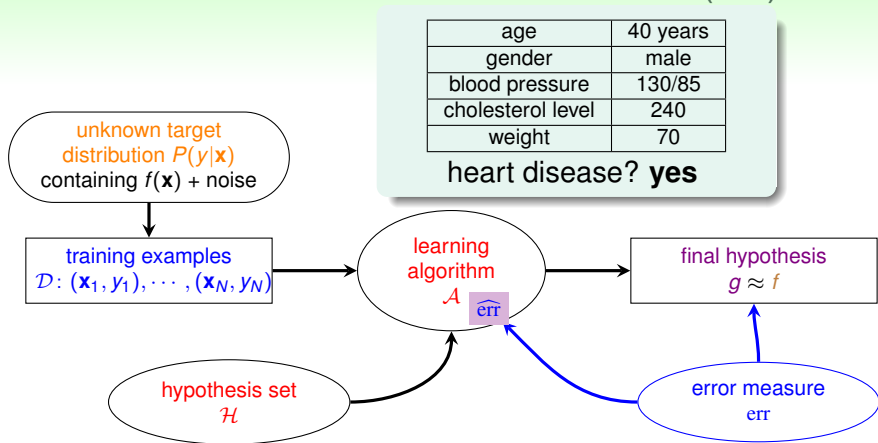 age 40 years
gender male
blood pressure 130/85
cholesterol level 240
weight 70
heart disease? yes
unknown target
distribution P(y|x)
containing f(x) + noise
training examples
𝒟: (x₁, y₁), ⋯ , (x_N, y_N)
learning
algorithm
𝒜
err̂
final hypothesis
g ≈ f
hypothesis set
ℋ
error measure
err